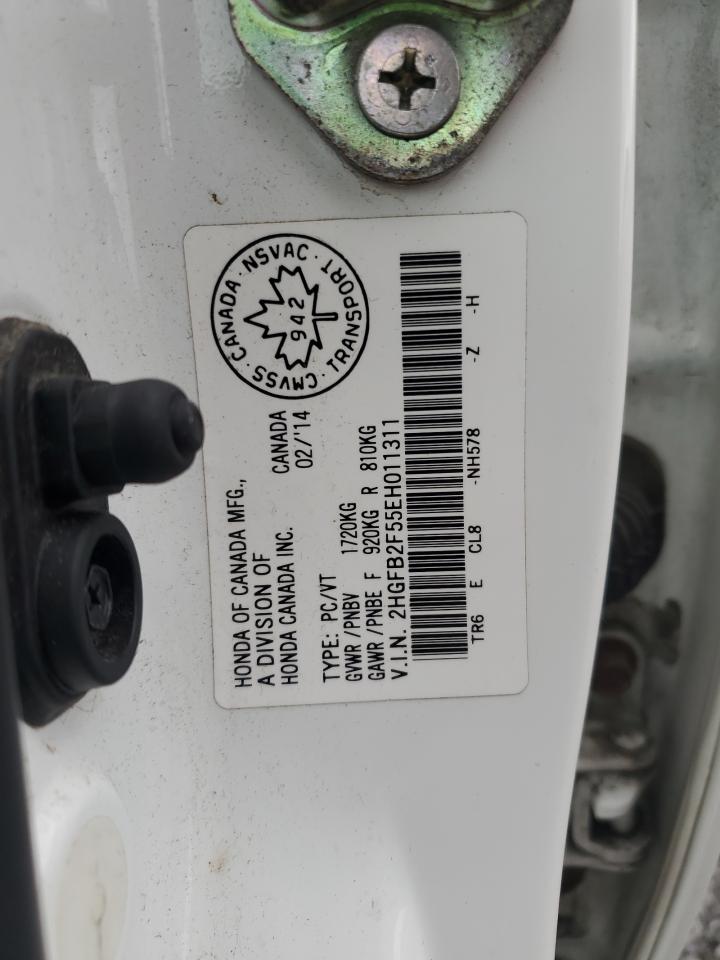 HONDA OF CANADA MFG.,
A DIVISION OF
HONDA CANADA INC.
CANADA
02/'14
CMVSS · CANADA · NSVAC · TRANSPORT ·
942
TYPE: PC/VT
GVWR /PNBV 1720KG
GAWR /PNBE F 920KG R 810KG
V.I.N. 2HGFB2F55EH011311
TR6 E CL8 -NH578 -Z -H